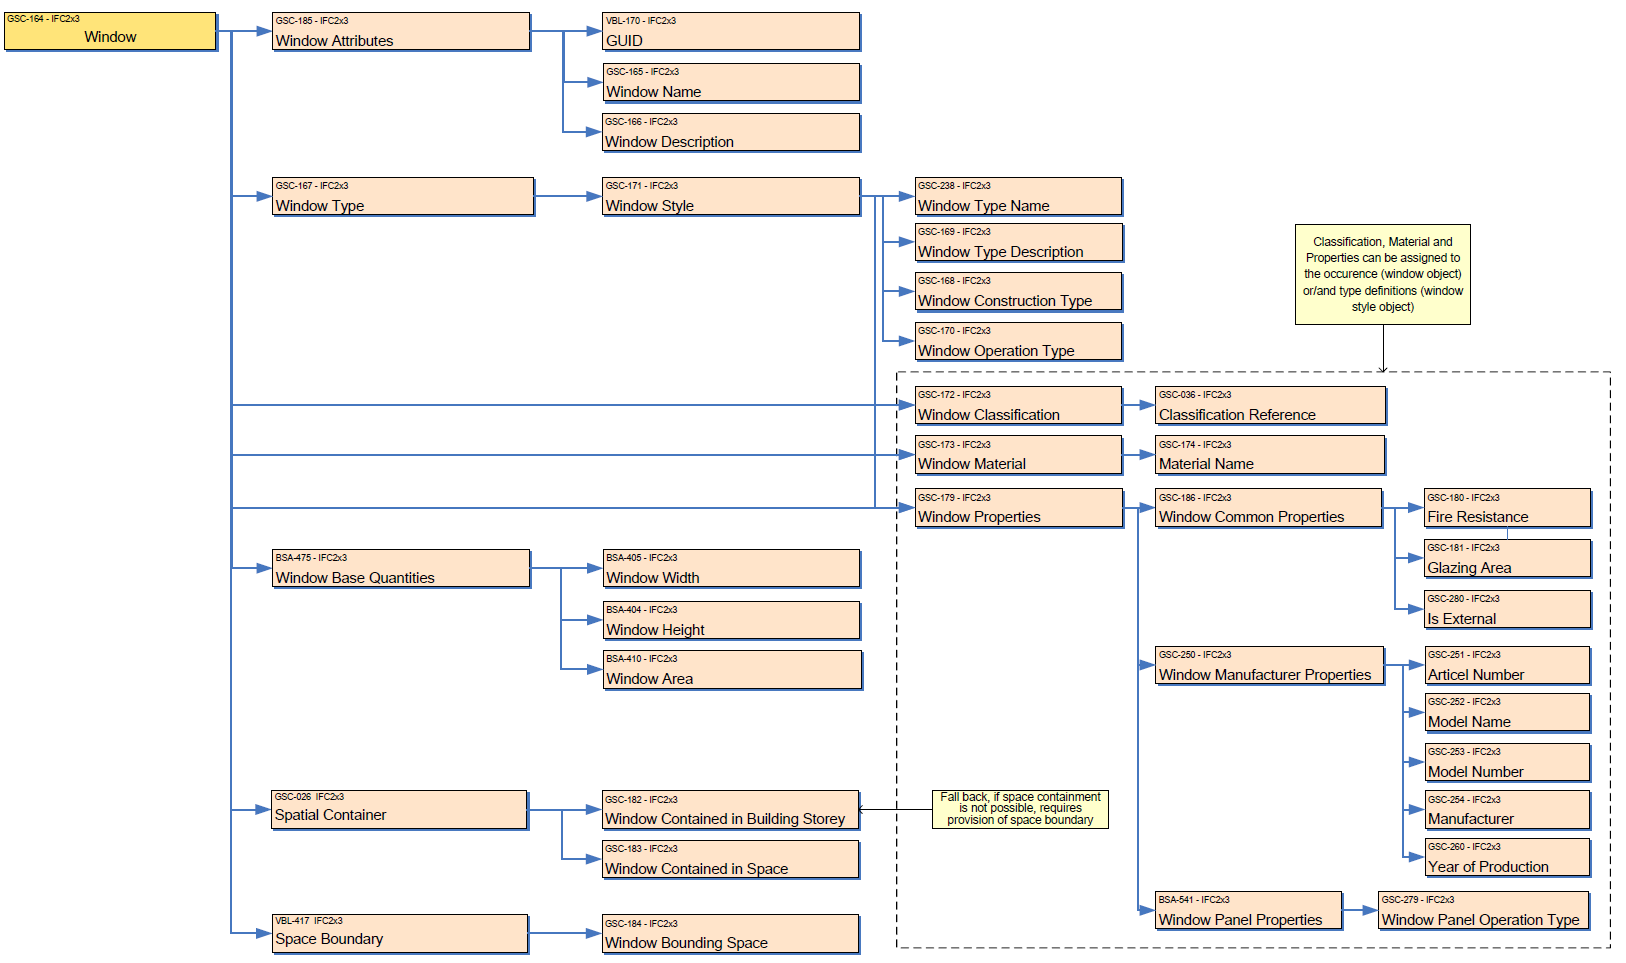 GSC-164 - IFC2x3
Window
GSC-185 - IFC2x3
Window Attributes
VBL-170 - IFC2x3
GUID
GSC-165 - IFC2x3
Window Name
GSC-166 - IFC2x3
Window Description
GSC-167 - IFC2x3
Window Type
GSC-171 - IFC2x3
Window Style
GSC-238 - IFC2x3
Window Type Name
GSC-169 - IFC2x3
Window Type Description
GSC-168 - IFC2x3
Window Construction Type
GSC-170 - IFC2x3
Window Operation Type
Classification, Material and
Properties can be assigned to
the occurence (window object)
or/and type definitions (window
style object)
GSC-172 - IFC2x3
Window Classification
GSC-036 - IFC2x3
Classification Reference
GSC-173 - IFC2x3
Window Material
GSC-174 - IFC2x3
Material Name
GSC-179 - IFC2x3
Window Properties
GSC-186 - IFC2x3
Window Common Properties
GSC-180 - IFC2x3
Fire Resistance
GSC-181 - IFC2x3
Glazing Area
GSC-280 - IFC2x3
Is External
BSA-475 - IFC2x3
Window Base Quantities
BSA-405 - IFC2x3
Window Width
BSA-404 - IFC2x3
Window Height
BSA-410 - IFC2x3
Window Area
GSC-250 - IFC2x3
Window Manufacturer Properties
GSC-251 - IFC2x3
Articel Number
GSC-252 - IFC2x3
Model Name
GSC-253 - IFC2x3
Model Number
GSC-254 - IFC2x3
Manufacturer
GSC-260 - IFC2x3
Year of Production
GSC-026 IFC2x3
Spatial Container
GSC-182 - IFC2x3
Window Contained in Building Storey
GSC-183 - IFC2x3
Window Contained in Space
Fall back, if space containment
is not possible, requires
provision of space boundary
BSA-541 - IFC2x3
Window Panel Properties
GSC-279 - IFC2x3
Window Panel Operation Type
VBL-417 IFC2x3
Space Boundary
GSC-184 - IFC2x3
Window Bounding Space